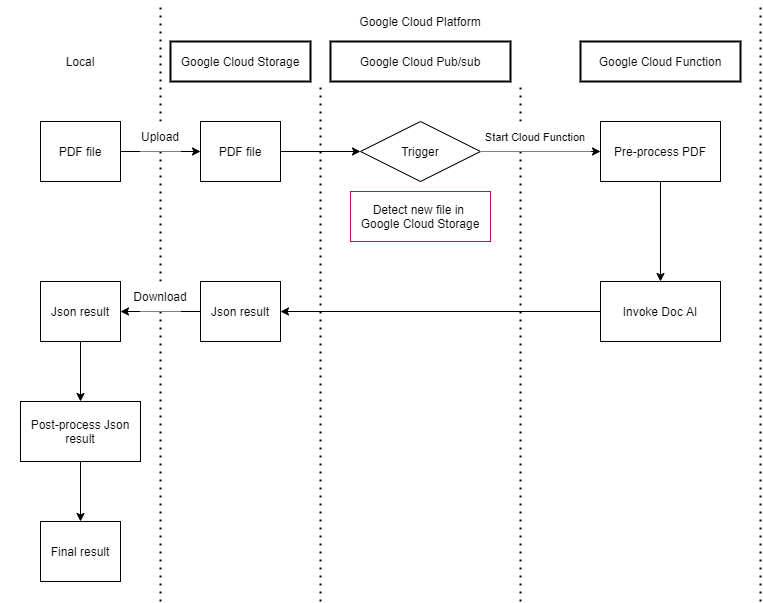 Google Cloud Platform
Local
Google Cloud Storage
Google Cloud Pub/sub
Google Cloud Function
PDF file
Upload
PDF file
Trigger
Start Cloud Function
Pre-process PDF
Detect new file in
Google Cloud Storage
Json result
Download
Json result
Invoke Doc AI
Post-process Json
result
Final result